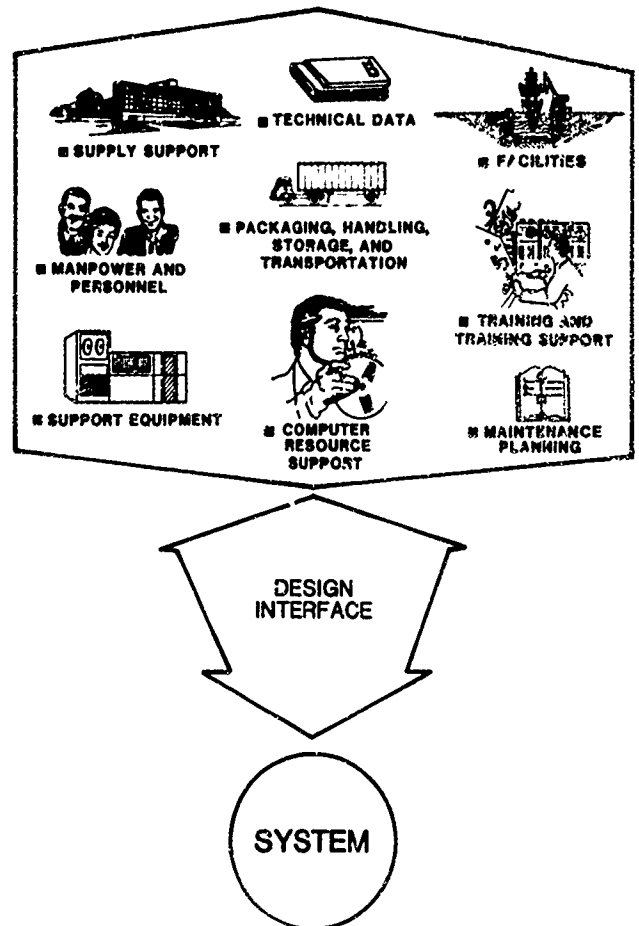 ■ TECHNICAL DATA
■ SUPPLY SUPPORT
■ FACILITIES
■ PACKAGING, HANDLING,
STORAGE, AND
TRANSPORTATION
■ MANPOWER AND
PERSONNEL
■ TRAINING AND
TRAINING SUPPORT
■ SUPPORT EQUIPMENT
■ COMPUTER
RESOURCE
SUPPORT
■ MAINTENANCE
PLANNING
DESIGN
INTERFACE
SYSTEM